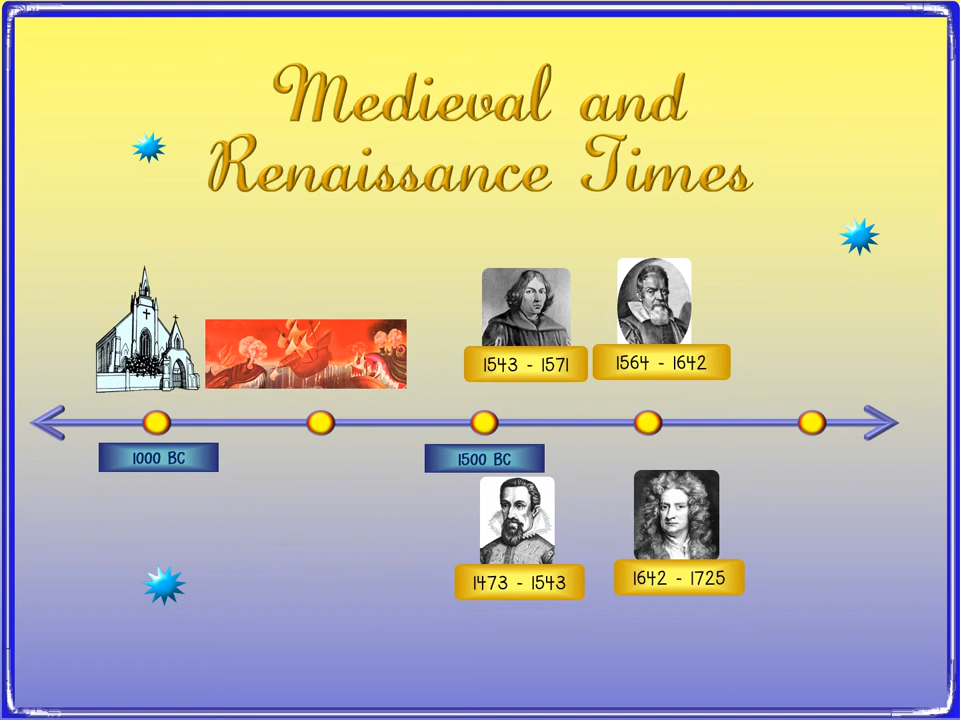 Medieval and
Renaissance Times
1543 - 1571
1564 - 1642
1000 BC
1500 BC
1473 - 1543
1642 - 1725